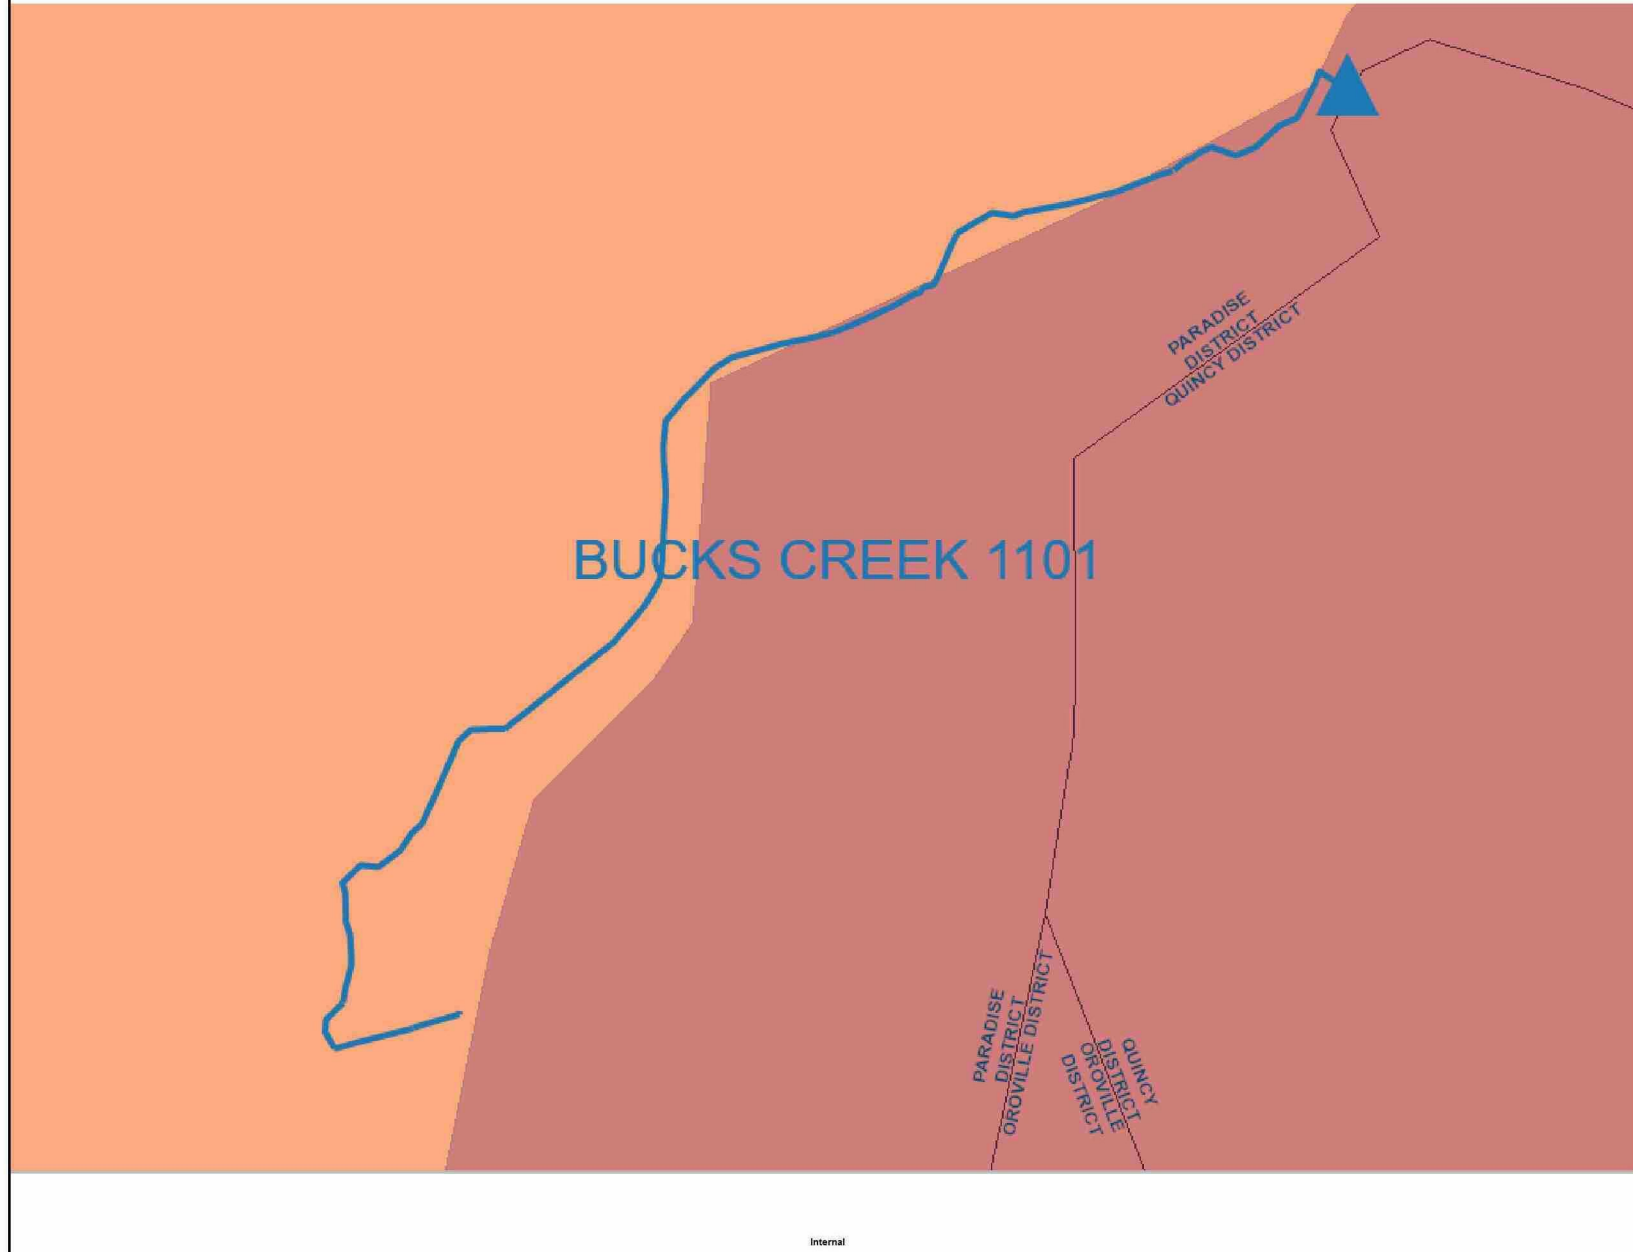 PARADISE
DISTRICT
QUINCY DISTRICT
BUCKS CREEK 1101
PARADISE
DISTRICT
OROVILLE DISTRICT
QUINCY
DISTRICT
OROVILLE
DISTRICT
Internal